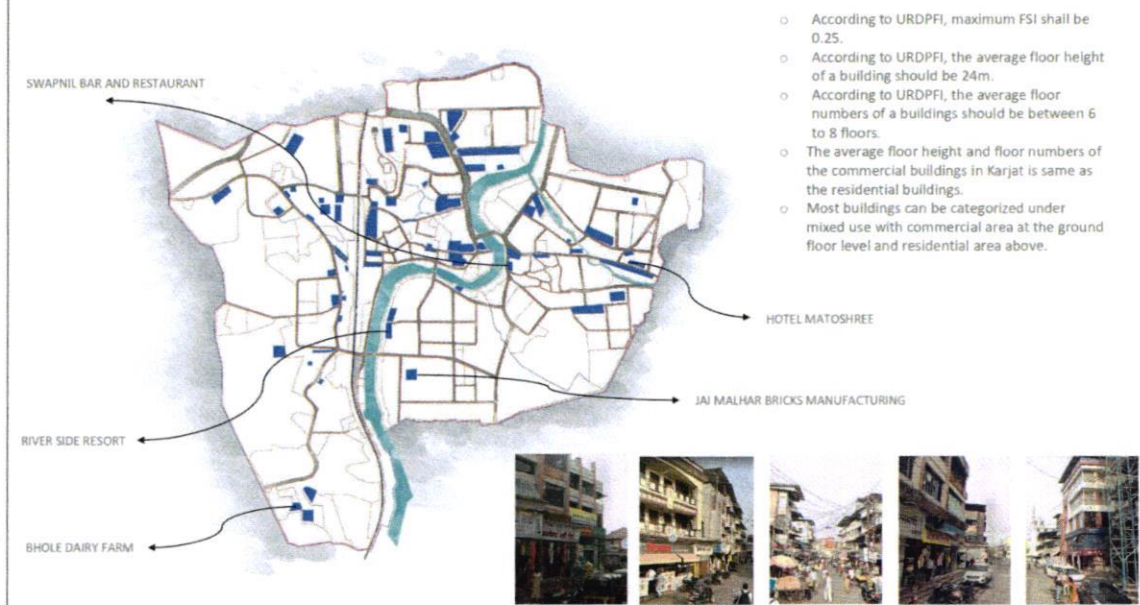 According to URDPFI, maximum FSI shall be
0.25.
According to URDPFI, the average floor height
of a building should be 24m.
According to URDPFI, the average floor
numbers of a buildings should be between 6
to 8 floors.
The average floor height and floor numbers of
the commercial buildings in Karjat is same as
the residential buildings.
Most buildings can be categorized under
mixed use with commercial area at the ground
floor level and residential area above.
SWAPNIL BAR AND RESTAURANT
HOTEL MATOSHREE
JAI MALHAR BRICKS MANUFACTURING
RIVER SIDE RESORT
BHOLE DAIRY FARM